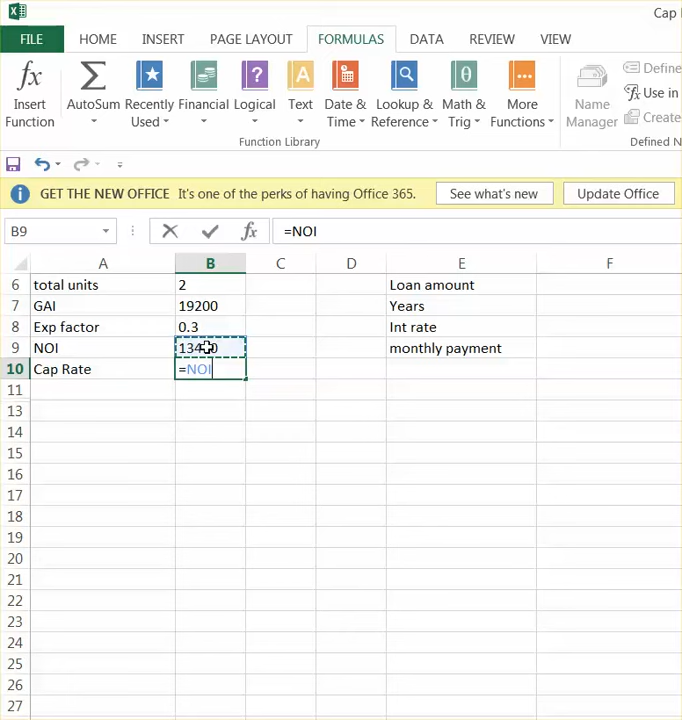 Cap
FILE HOME INSERT PAGE LAYOUT FORMULAS DATA REVIEW VIEW
Insert Function
AutoSum
Recently Used
Financial
Logical
Text
Date & Time
Lookup & Reference
Math & Trig
More Functions
Name Manager
Define
Use in
Create
Function Library
Defined N
GET THE NEW OFFICE It's one of the perks of having Office 365. See what's new Update Office
B9 =NOI
A B C D E F
6 total units 2 Loan amount
7 GAI 19200 Years
8 Exp factor 0.3 Int rate
9 NOI monthly payment
10 Cap Rate =NOI
11
13
14
15
16
17
18
19
20
21
22
23
24
25
26
27